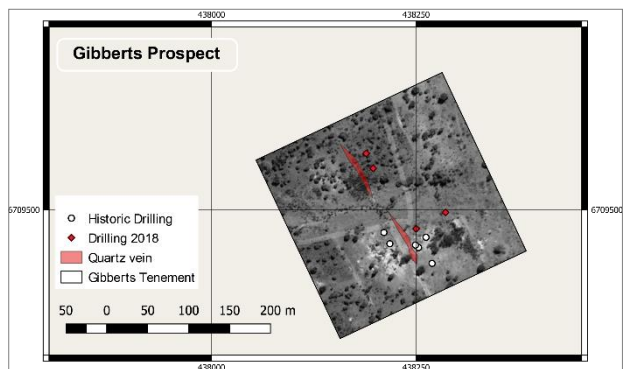 438000 438250
Gibberts Prospect
6709500 6709500
Historic Drilling
Drilling 2018
Quartz vein
Gibberts Tenement
50 0 50 100 150 200 m
438000 438250